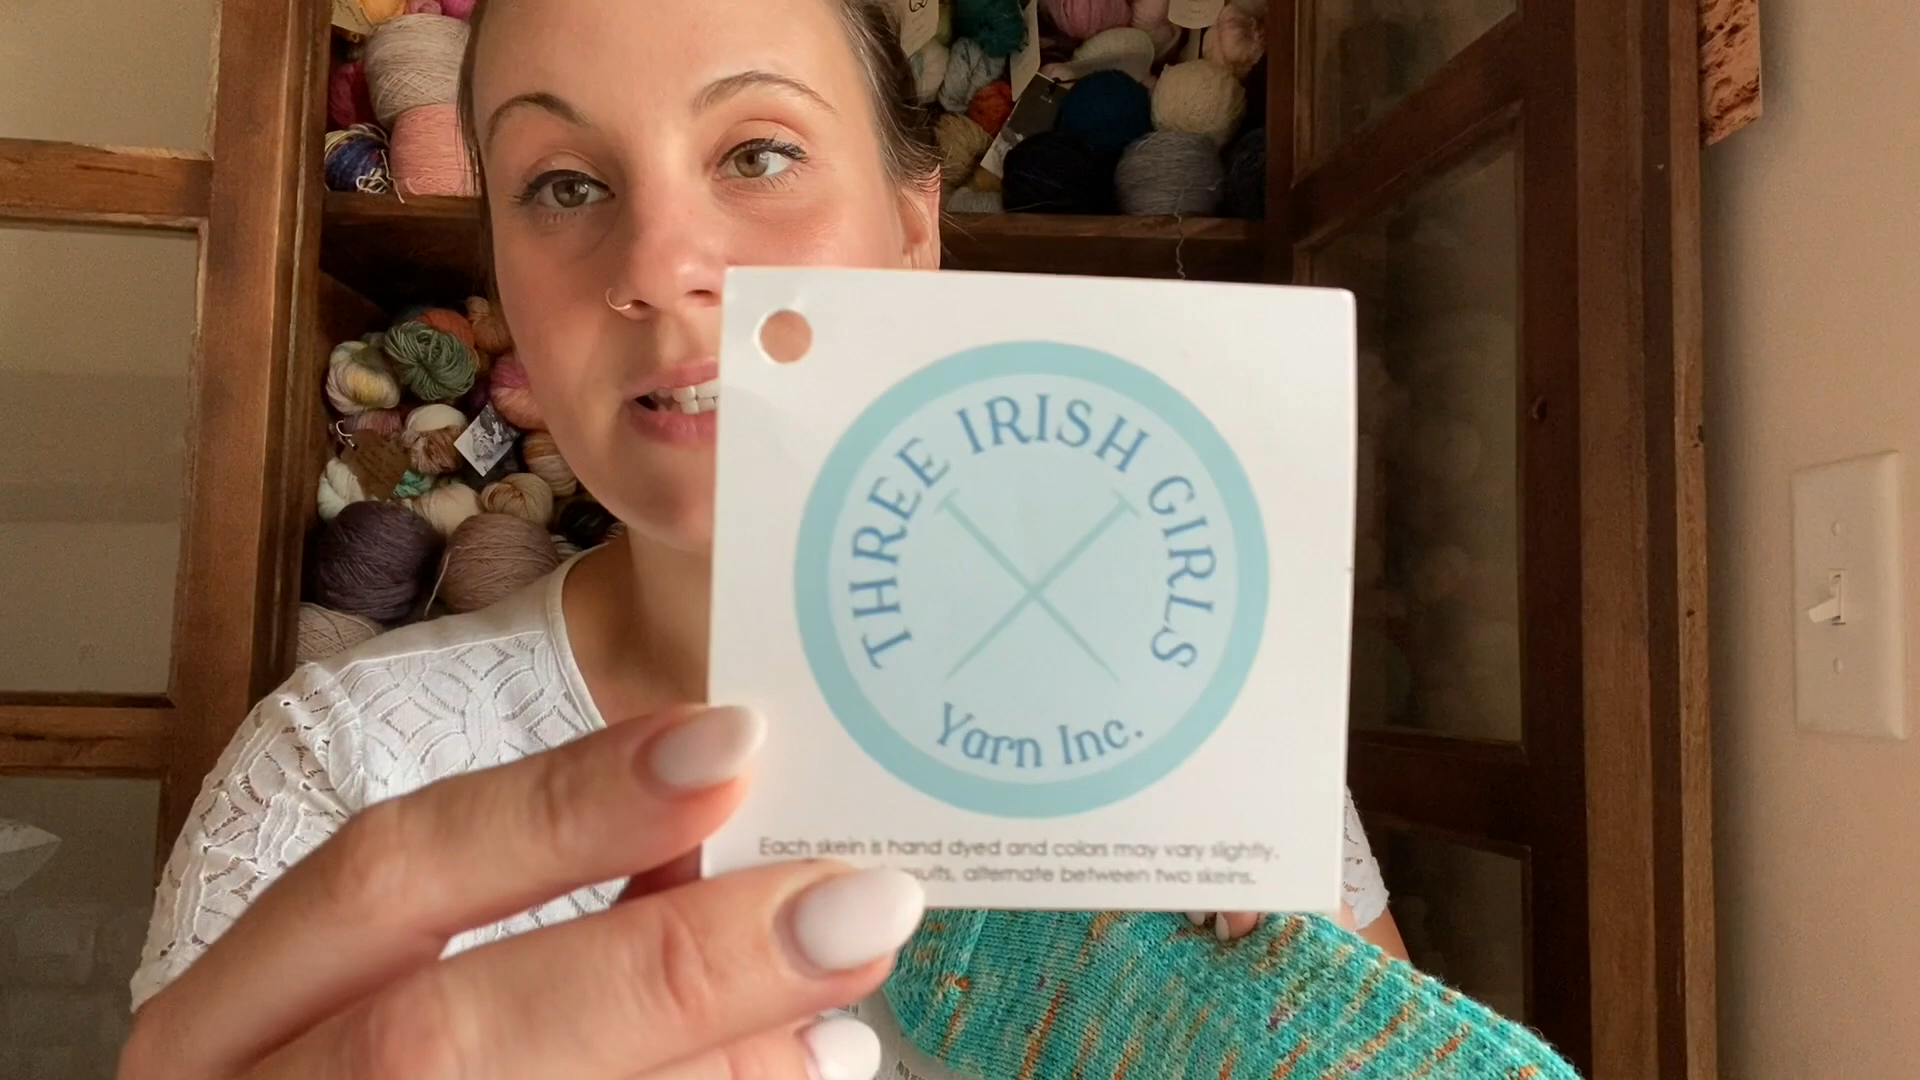 THREE IRISH GIRLS
Yarn Inc.
Each skein is hand dyed and colors may vary slightly.
alternate between two skeins.